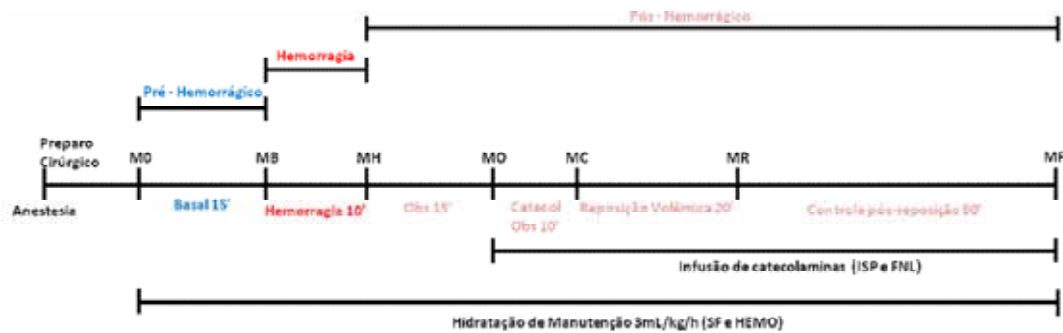 Pós - Hemorrágico
Hemorragia
Pré - Hemorrágico
Preparo
Cirúrgico
M0 MB MH MO MC MR MF
Anestesia
Basal 15' Hemorragia 10' Obs 15' Catecol Reposição Volêmica 20' Controle pós-reposição
Obs 10'
Infusão de catecolaminas (ISP e FNL)
Hidratação de Manutenção 3mL/kg/h (SF e HEMO)